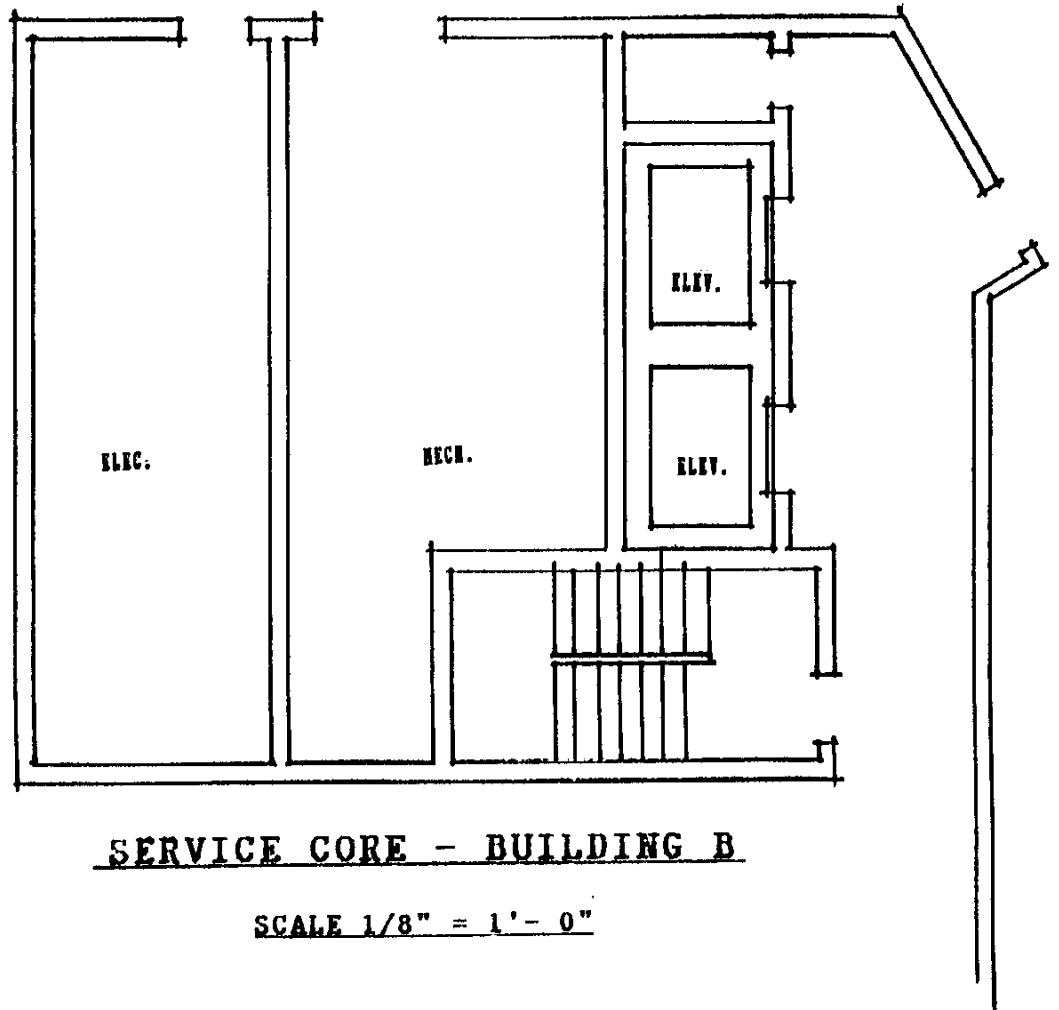 ELEV.
ELEC.
MECH.
ELEV.
SERVICE CORE - BUILDING B
SCALE 1/8" = 1'- 0"